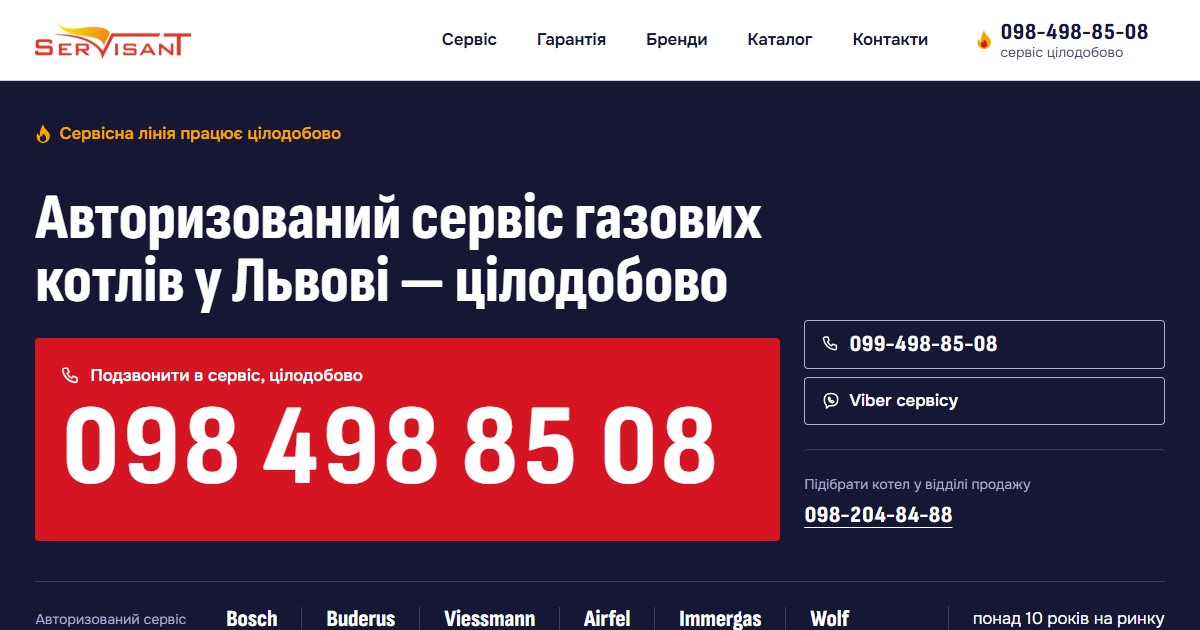 SERVISANT
Сервіс Гарантія Бренди Каталог Контакти
098-498-85-08
сервіс цілодобово
Сервісна лінія працює цілодобово
Авторизований сервіс газових
котлів у Львові — цілодобово
Подзвонити в сервіс, цілодобово
098 498 85 08
099-498-85-08
Viber сервісу
Підібрати котел у відділі продажу
098-204-84-88
Авторизований сервіс Bosch Buderus Viessmann Airfel Immergas Wolf понад 10 років на ринку